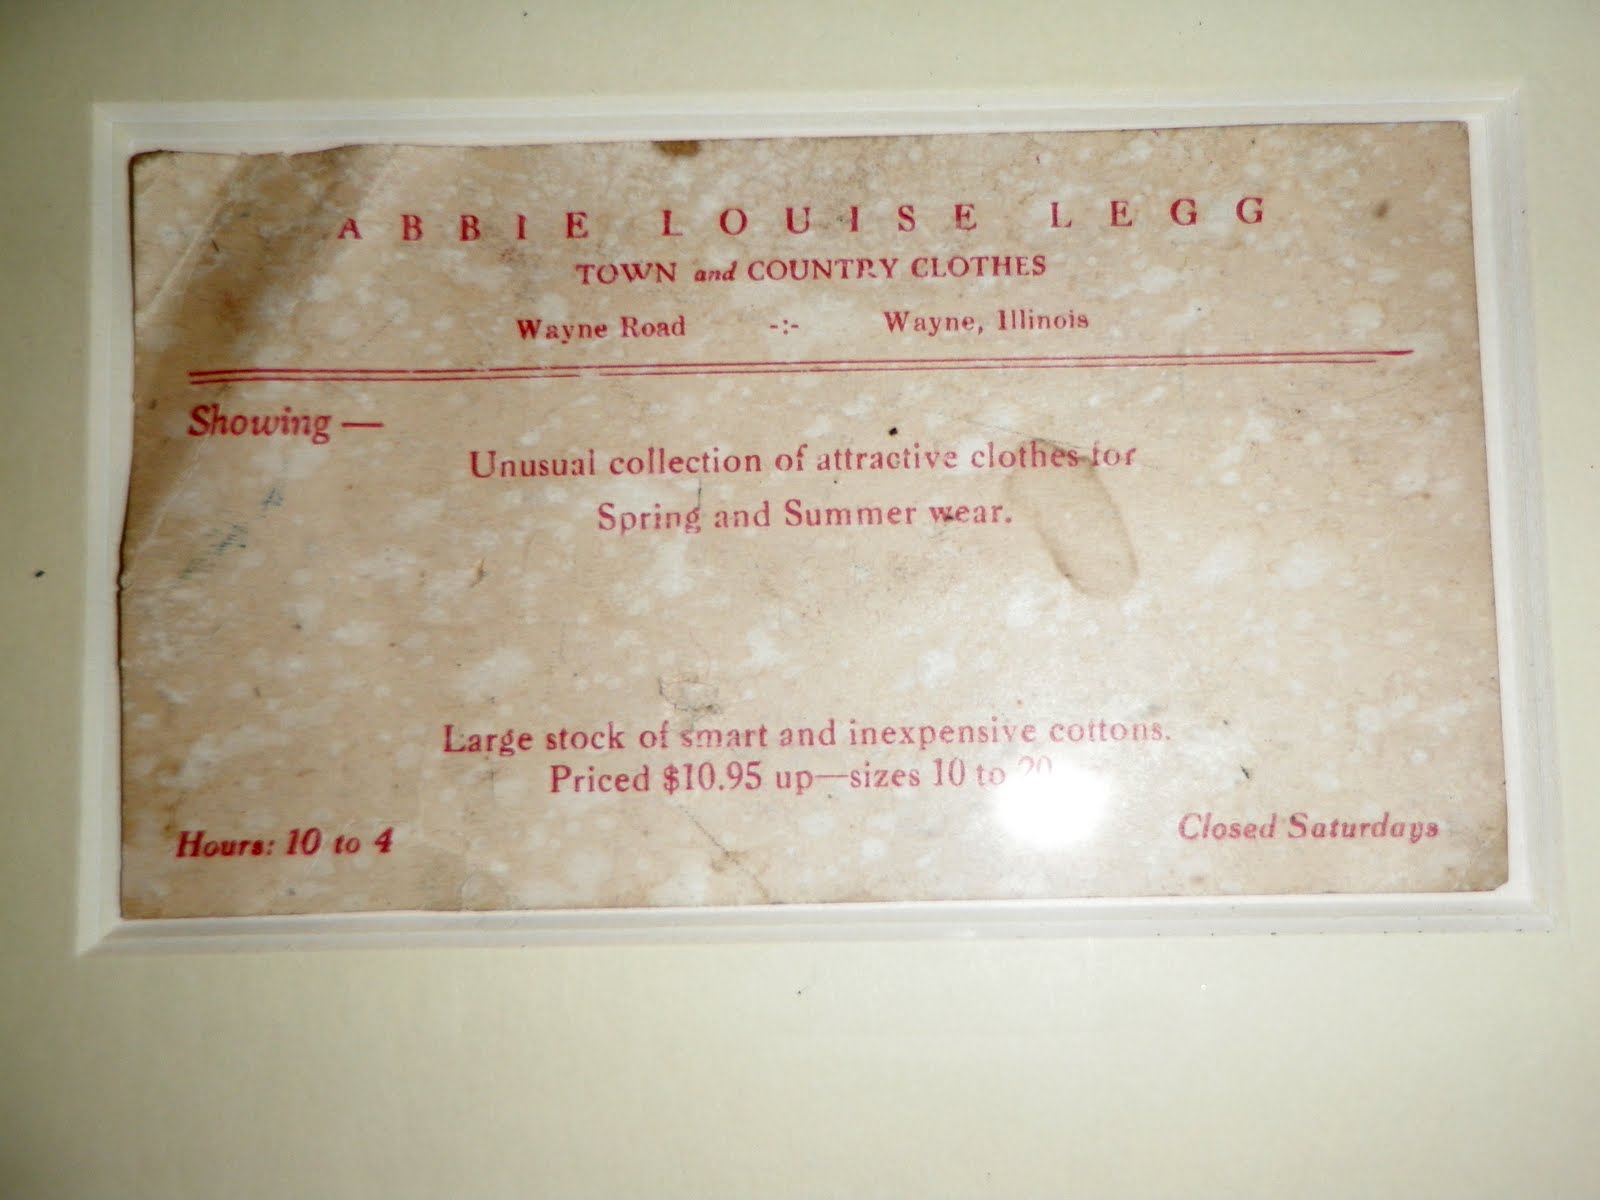 ABBIE LOUISE LEGG
TOWN and COUNTRY CLOTHES
Wayne Road -:- Wayne, Illinois
Showing —
Unusual collection of attractive clothes for
Spring and Summer wear.
Large stock of smart and inexpensive cottons.
Priced $10.95 up—sizes 10 to 20
Hours: 10 to 4 Closed Saturdays